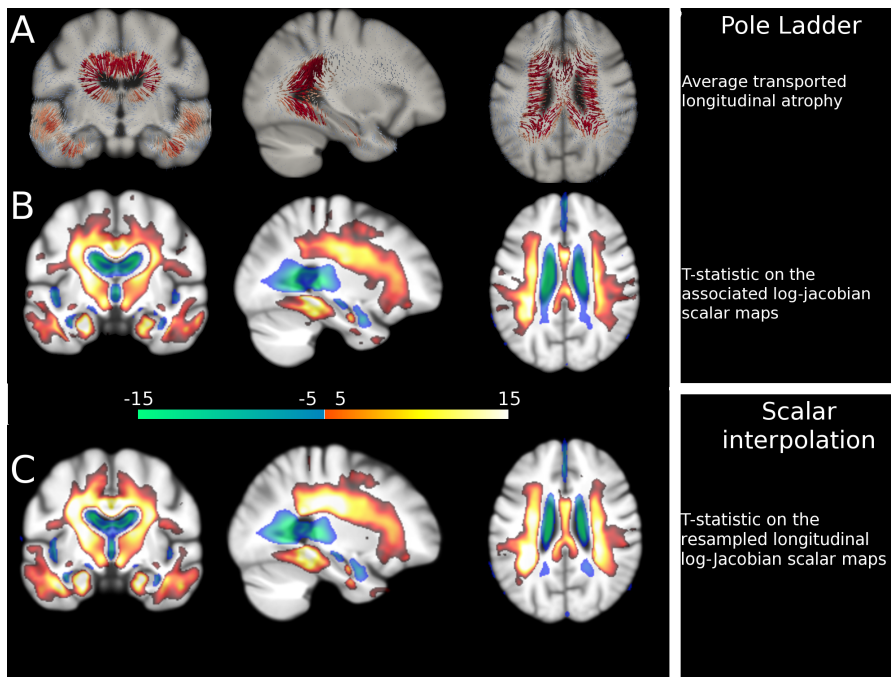 A
Pole Ladder
Average transported
longitudinal atrophy
B
T-statistic on the
associated log-jacobian
scalar maps
-15
-5
5
15
Scalar
interpolation
C
T-statistic on the
resampled longitudinal
log-Jacobian scalar maps